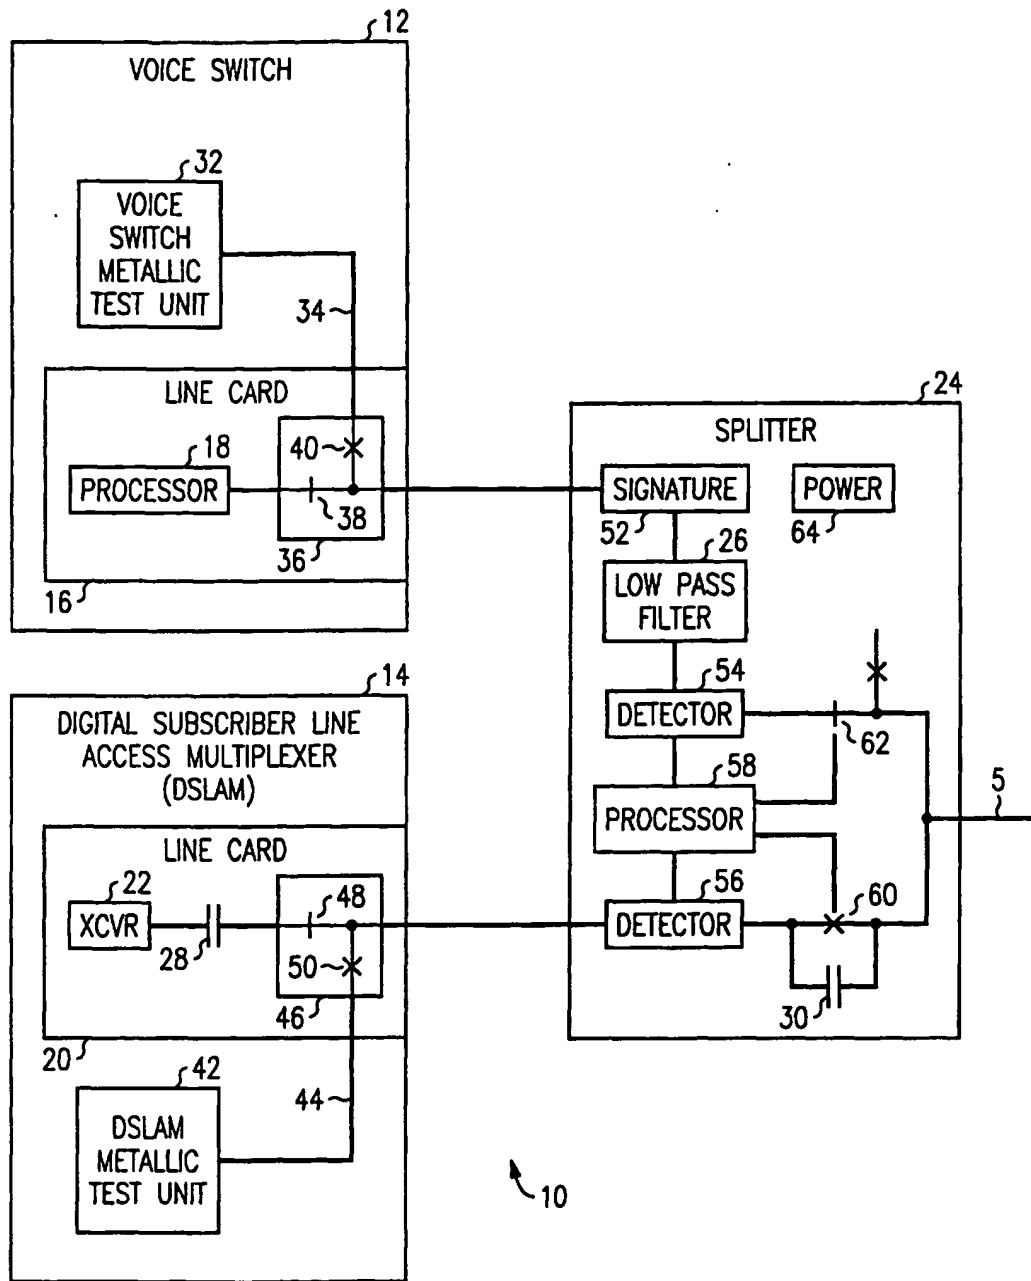 12
VOICE SWITCH
32
VOICE
SWITCH
METALLIC
TEST UNIT
34
LINE CARD
18
PROCESSOR
40
38
36
16
24
SPLITTER
SIGNATURE
52
POWER
64
26
LOW PASS
FILTER
54
DETECTOR
62
58
PROCESSOR
5
56
DETECTOR
60
30
14
DIGITAL SUBSCRIBER LINE
ACCESS MULTIPLEXER
(DSLAM)
LINE CARD
22
XCVR
28
48
50
46
20
42
44
DSLAM
METALLIC
TEST UNIT
10